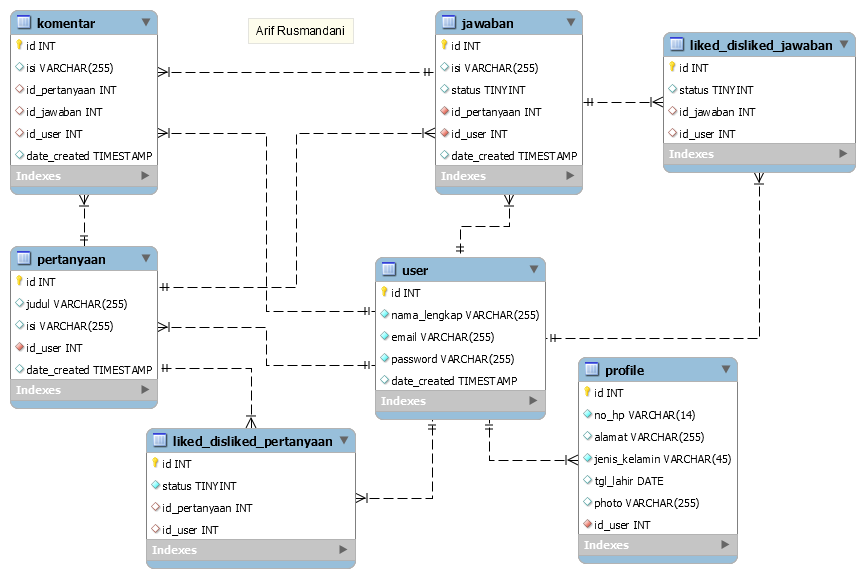 komentar
id INT
isi VARCHAR(255)
id_pertanyaan INT
id_jawaban INT
id_user INT
date_created TIMESTAMP
Indexes
Arif Rusmandani
jawaban
id INT
isi VARCHAR(255)
status TINYINT
id_pertanyaan INT
id_user INT
date_created TIMESTAMP
Indexes
liked_disliked_jawaban
id INT
status TINYINT
id_jawaban INT
id_user INT
Indexes
pertanyaan
id INT
judul VARCHAR(255)
isi VARCHAR(255)
id_user INT
date_created TIMESTAMP
Indexes
user
id INT
nama_lengkap VARCHAR(255)
email VARCHAR(255)
password VARCHAR(255)
date_created TIMESTAMP
Indexes
profile
id INT
no_hp VARCHAR(14)
alamat VARCHAR(255)
jenis_kelamin VARCHAR(45)
tgl_lahir DATE
photo VARCHAR(255)
id_user INT
Indexes
liked_disliked_pertanyaan
id INT
status TINYINT
id_pertanyaan INT
id_user INT
Indexes